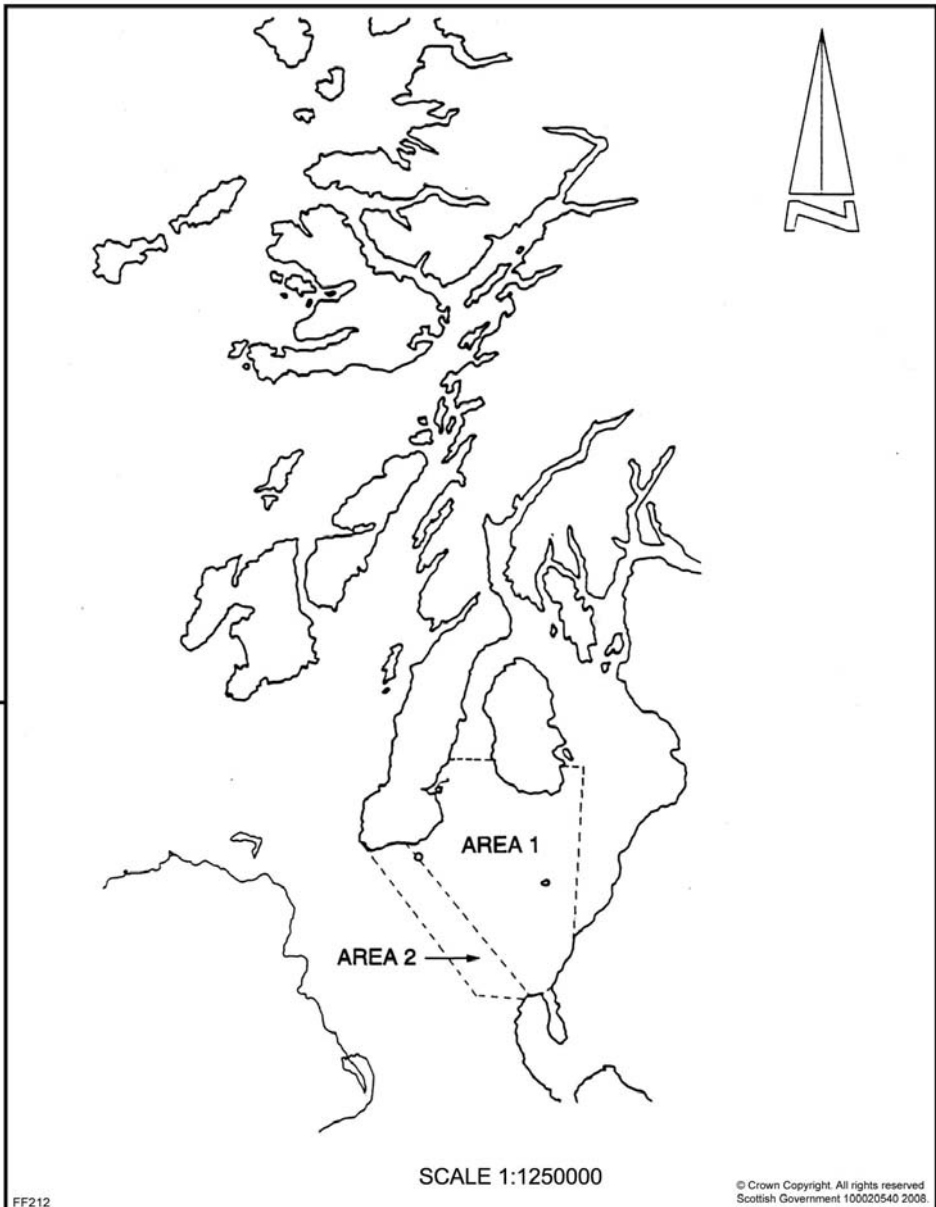 N
AREA 1
AREA 2
SCALE 1:1250000
FF212
© Crown Copyright. All rights reserved
Scottish Government 100020540 2008.